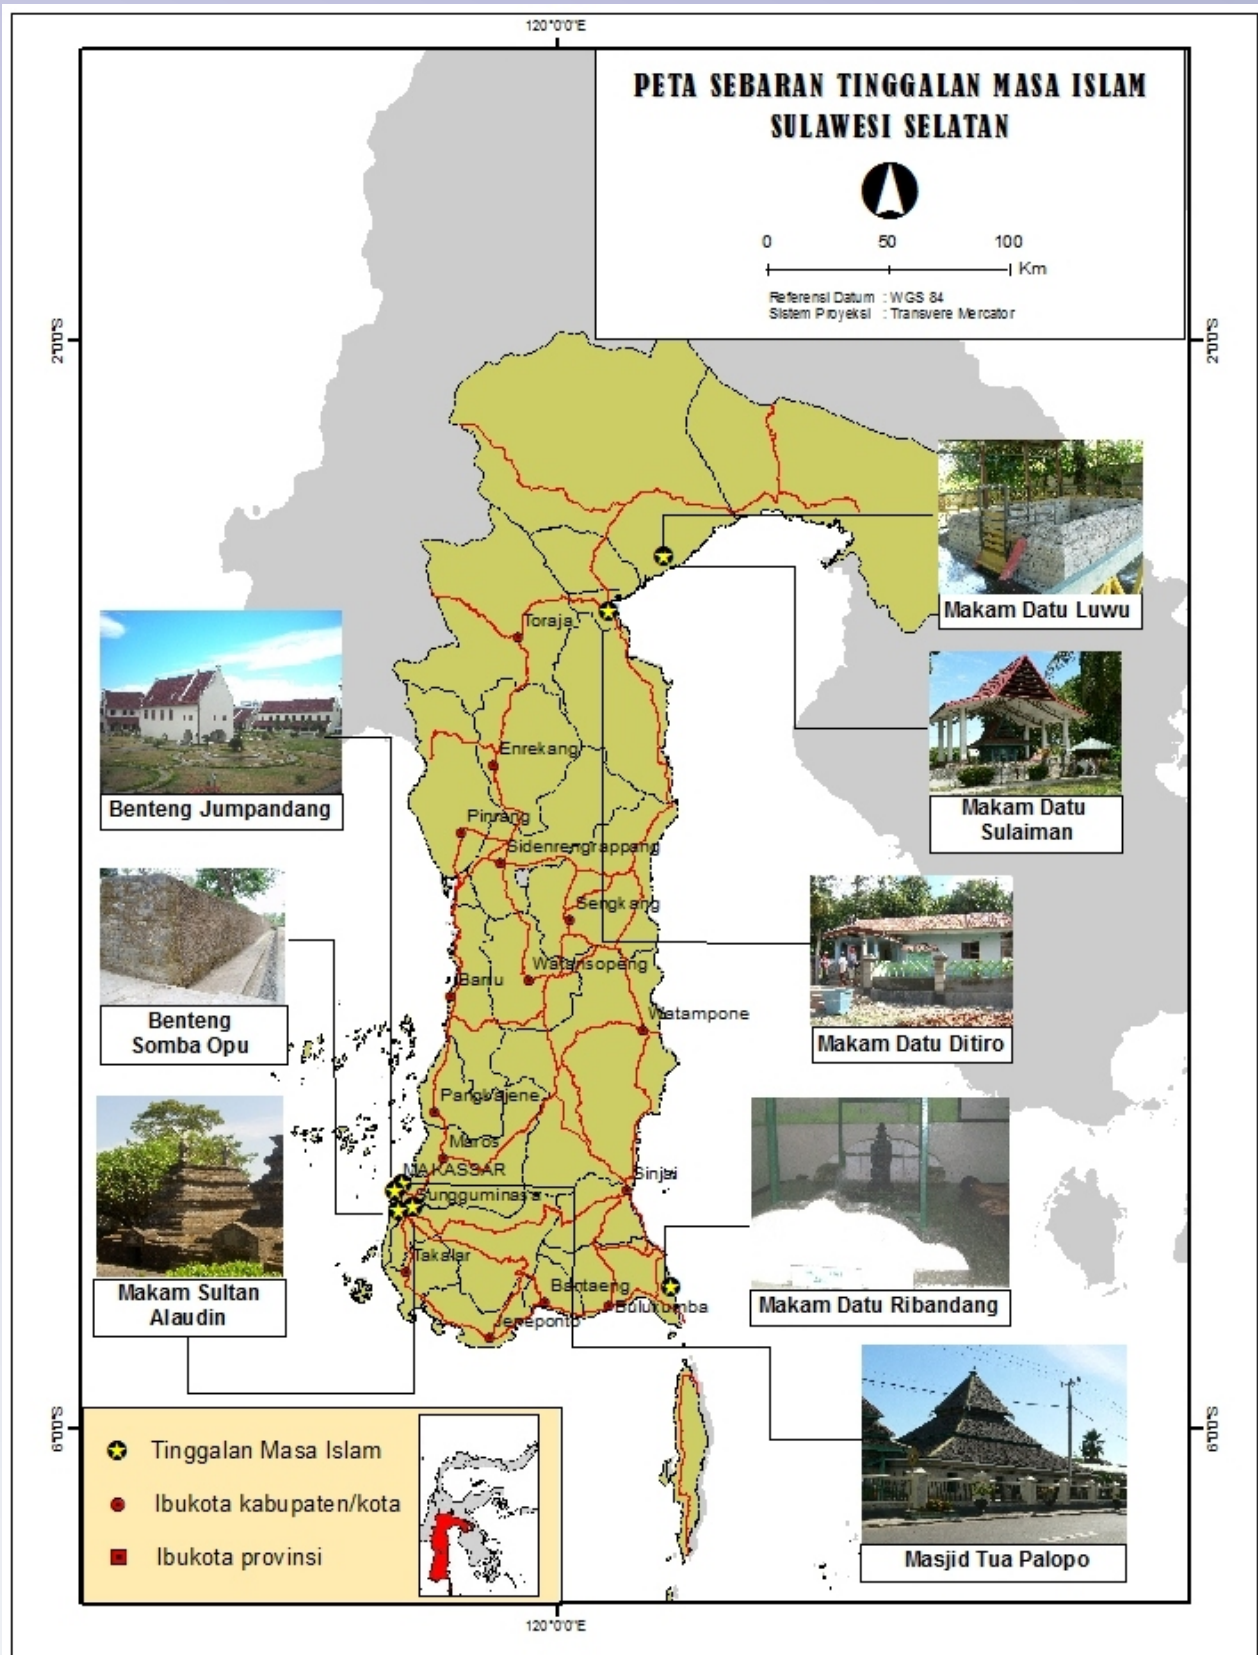 120°0'0"E
PETA SEBARAN TINGGALAN MASA ISLAM
SULAWESI SELATAN
0 50 100
Km
Referensi Datum : WGS 84
Sistem Proyeksi : Transvere Mercator
2°0'0"S
2°0'0"S
Makam Datu Luwu
Toraja
Makam Datu
Sulaiman
Enrekang
Benteng Jumpandang
Pinrang
Sidenrengrappang
Sengkang
Watansopeng
Barru
Benteng
Somba Opu
Watampone
Makam Datu Ditiro
Pangkajene
Maros
MAKASSAR
Sungguminasa
Sinjai
Takalar
Bantaeng
Bulukumba
Jeneponto
Makam Sultan
Alaudin
Makam Datu Ribandang
6°0'0"S
6°0'0"S
Tinggalan Masa Islam
Ibukota kabupaten/kota
Ibukota provinsi
Masjid Tua Palopo
120°0'0"E